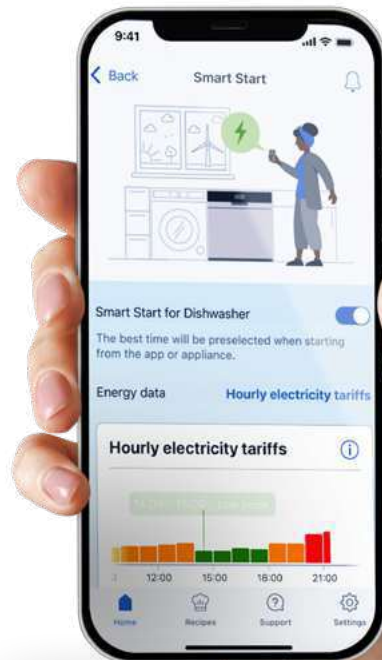 9:41
Back
Smart Start
Smart Start for Dishwasher
The best time will be preselected when starting
from the app or appliance.
Energy data
Hourly electricity tariffs
Hourly electricity tariffs
12:00 15:00 18:00 21:00
Home Recipes Support Settings